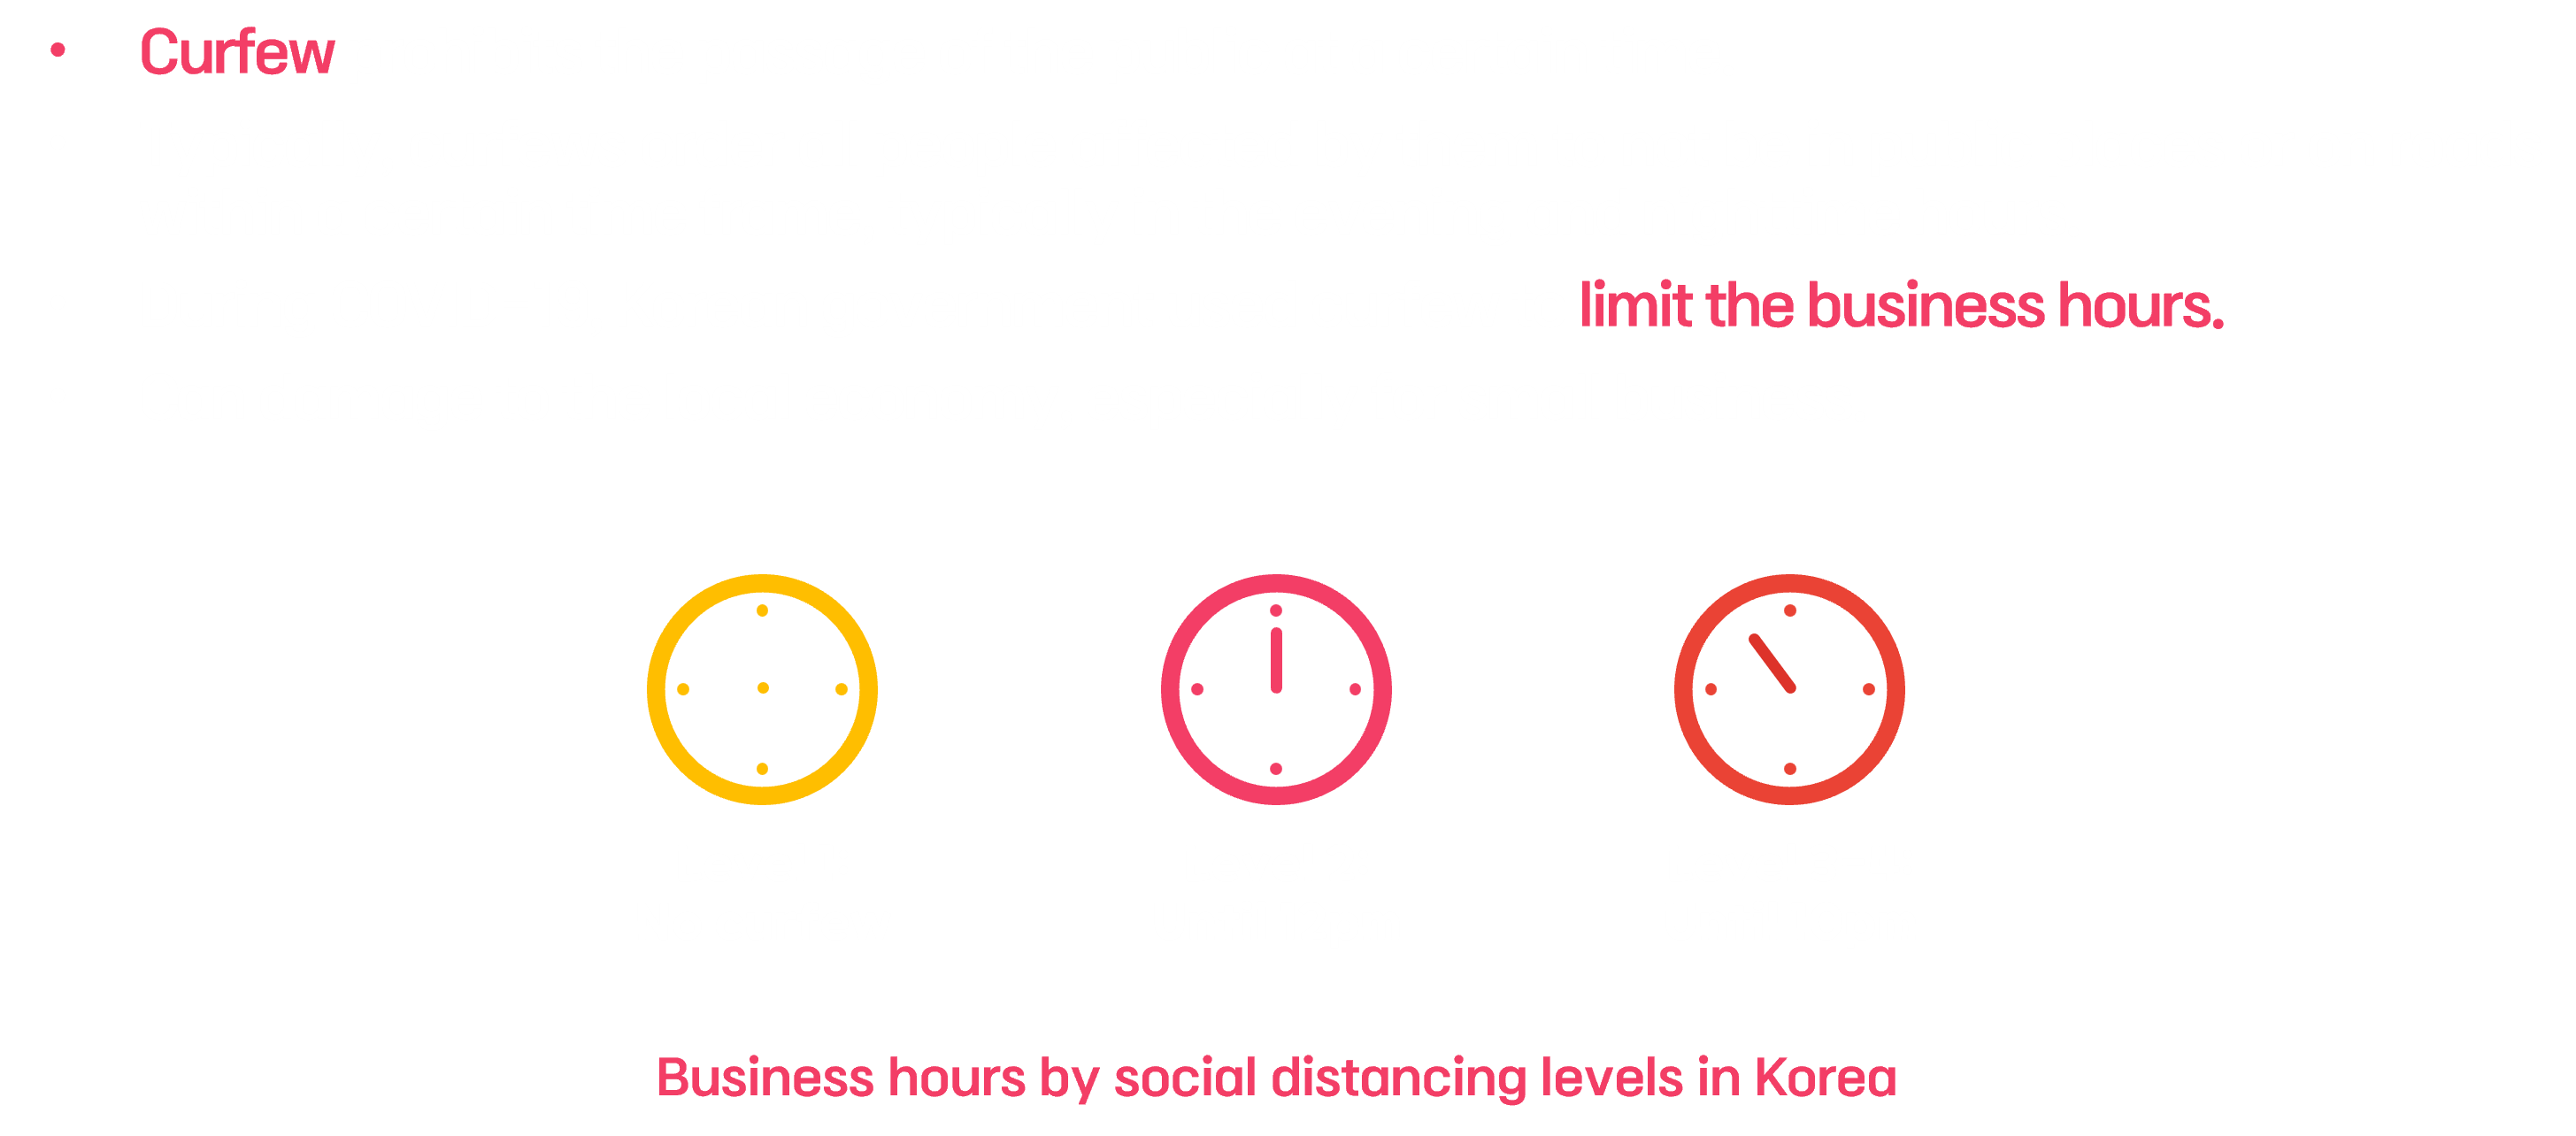 • Curfew
limit the business hours.
Business hours by social distancing levels in Korea